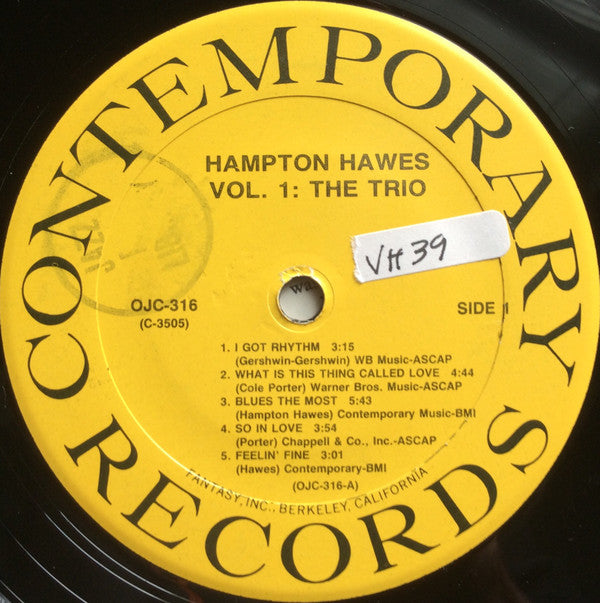 CONTEMPORARY RECORDS
HAMPTON HAWES
VOL. 1: THE TRIO
VH 39
OJC-316
(C-3505)
SIDE 1
1. I GOT RHYTHM 3:15
(Gershwin-Gershwin) WB Music-ASCAP
2. WHAT IS THIS THING CALLED LOVE 4:44
(Cole Porter) Warner Bros. Music-ASCAP
3. BLUES THE MOST 5:43
(Hampton Hawes) Contemporary Music-BMI
4. SO IN LOVE 3:54
(Porter) Chappell & Co., Inc.-ASCAP
5. FEELIN' FINE 3:01
(Hawes) Contemporary-BMI
(OJC-316-A)
FANTASY, INC., BERKELEY, CALIFORNIA